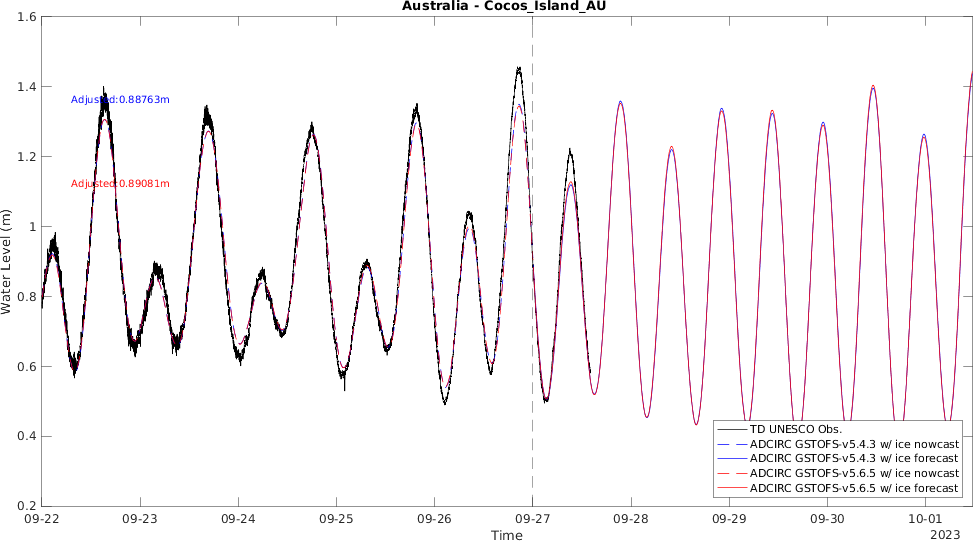 Australia - Cocos_Island_AU
1.6
1.4
1.2
1
0.8
0.6
0.4
0.2
Water Level (m)
Adjusted:0.88763m
Adjusted:0.89081m
TD UNESCO Obs.
ADCIRC GSTOFS-v5.4.3 w/ ice nowcast
ADCIRC GSTOFS-v5.4.3 w/ ice forecast
ADCIRC GSTOFS-v5.6.5 w/ ice nowcast
ADCIRC GSTOFS-v5.6.5 w/ ice forecast
09-22 09-23 09-24 09-25 09-26 09-27 09-28 09-29 09-30 10-01
Time
2023